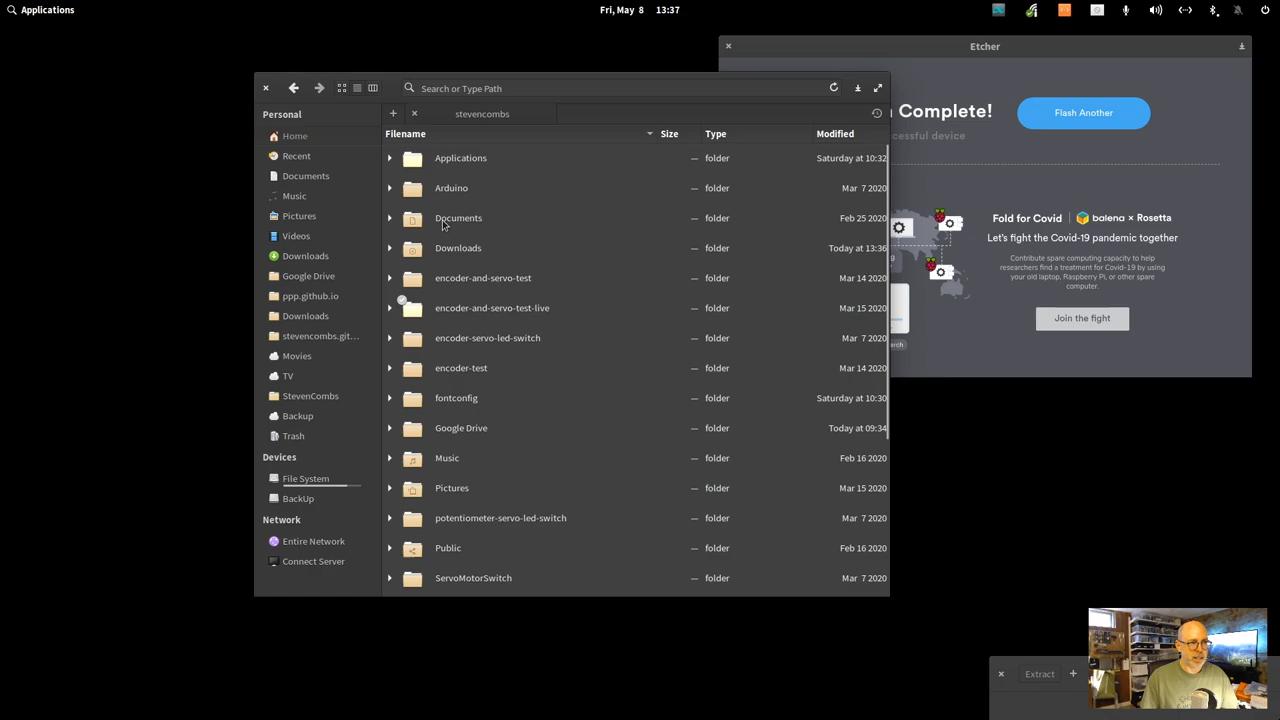 Applications
Fri, May 8 13:37
Etcher
Search or Type Path
Complete!
Flash Another
successful device
Personal
stevencombs
Filename Size Type Modified
Home
Recent
Documents
Music
Pictures
Videos
Downloads
Google Drive
ppp.github.io
Downloads
stevencombs.git...
Movies
TV
StevenCombs
Backup
Trash
Devices
File System
BackUp
Network
Entire Network
Connect Server
Applications — folder Saturday at 10:32
Arduino — folder Mar 7 2020
Documents — folder Feb 25 2020
Downloads — folder Today at 13:36
encoder-and-servo-test — folder Mar 14 2020
encoder-and-servo-test-live — folder Mar 15 2020
encoder-servo-led-switch — folder Mar 7 2020
encoder-test — folder Mar 14 2020
fontconfig — folder Saturday at 10:30
Google Drive — folder Today at 09:34
Music — folder Feb 16 2020
Pictures — folder Mar 15 2020
potentiometer-servo-led-switch — folder Mar 7 2020
Public — folder Feb 16 2020
ServoMotorSwitch — folder Mar 7 2020
Fold for Covid balena × Rosetta
Let's fight the Covid-19 pandemic together
Contribute spare computing capacity to help
researchers find a treatment for Covid-19 by using
your old laptop, Raspberry Pi, or other spare
computer.
Join the fight
Extract